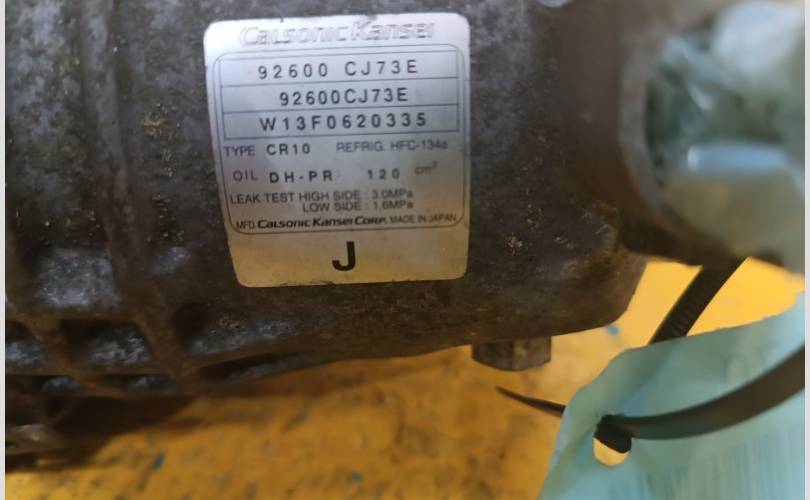 Calsonic Kansei
92600 CJ73E
92600CJ73E
W13F0620335
TYPE CR10 REFRIG. HFC-134a
OIL DH-PR 120 cm³
LEAK TEST HIGH SIDE : 3.0MPa
LOW SIDE : 1.6MPa
MFD. Calsonic Kansei Corp. MADE IN JAPAN
J